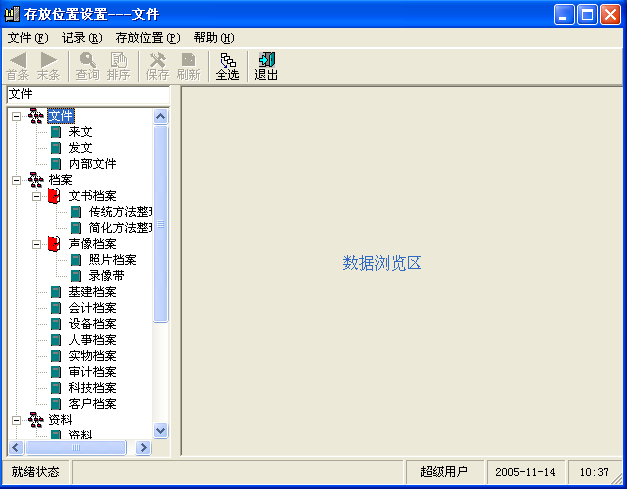 存放位置设置---文件
文件(F) 记录(R) 存放位置(P) 帮助(H)
首条 末条 查询 排序 保存 刷新 全选 退出
文件
文件
来文
发文
内部文件
档案
文书档案
传统方法整理
简化方法整理
声像档案
照片档案
录像带
基建档案
会计档案
设备档案
人事档案
实物档案
审计档案
科技档案
客户档案
资料
资料
数据浏览区
就绪状态 超级用户 2005-11-14 10:37